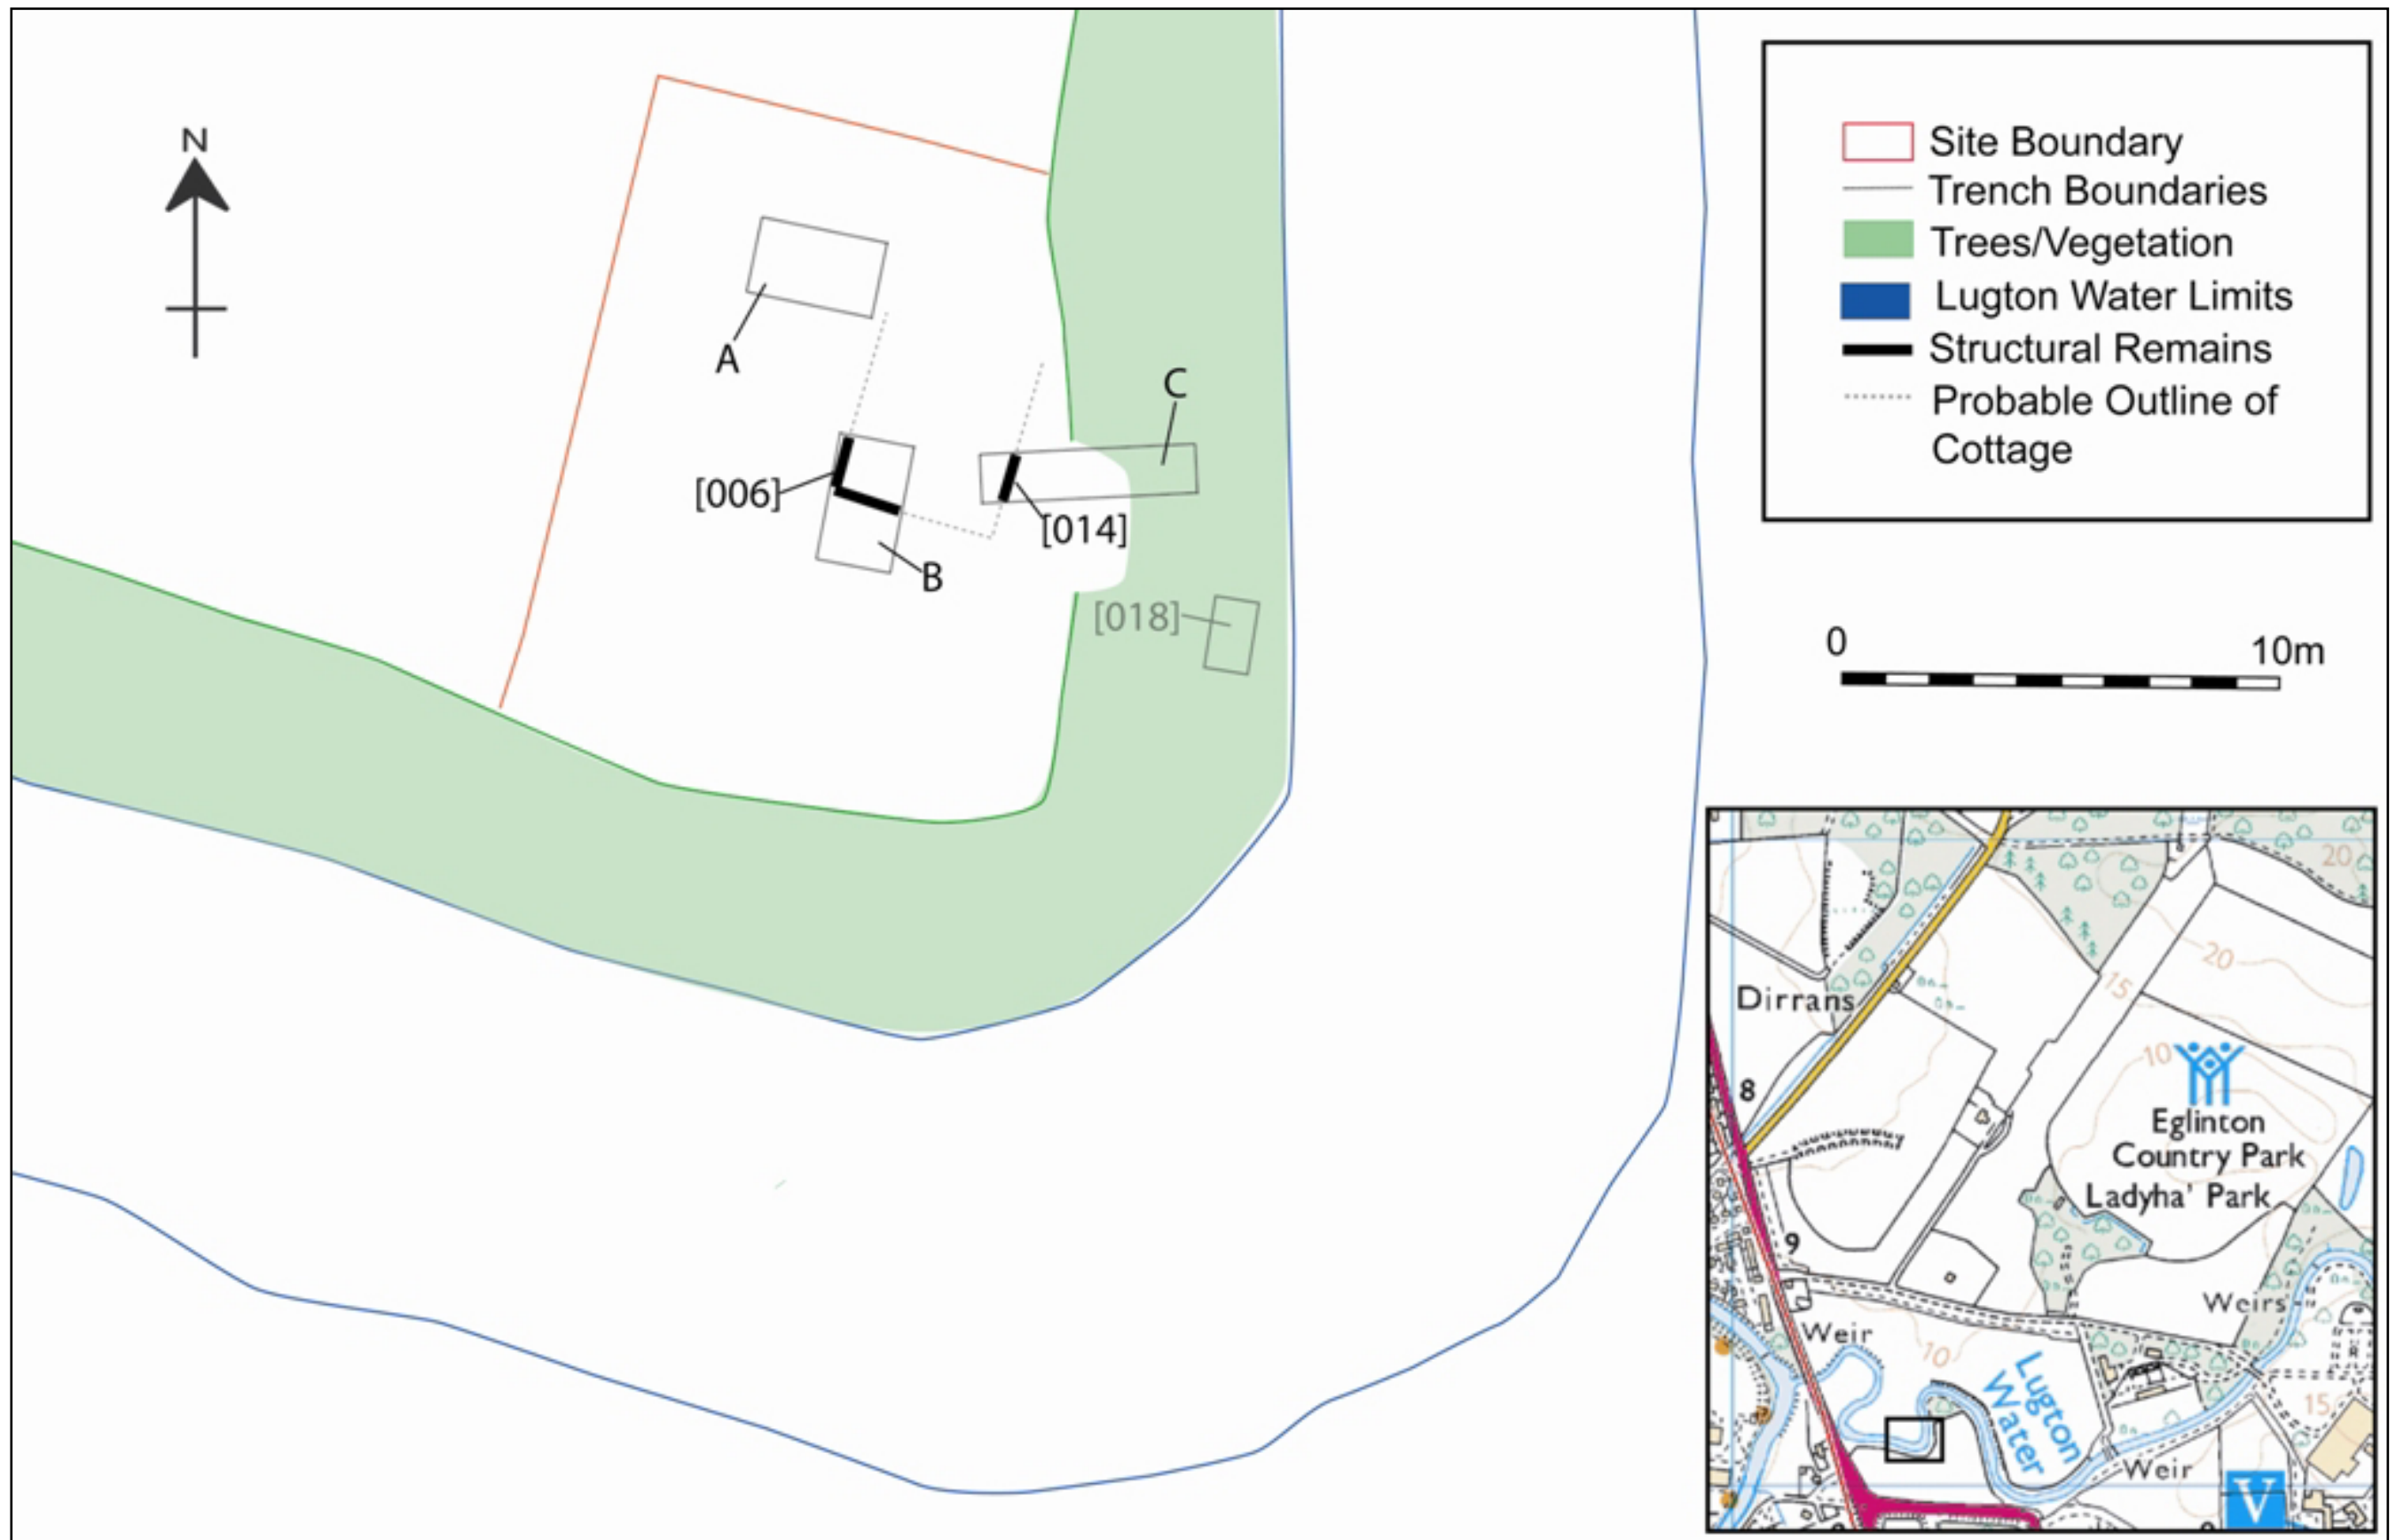 N
A
C
[006]
[014]
B
[018]
Site Boundary
Trench Boundaries
Trees/Vegetation
Lugton Water Limits
Structural Remains
Probable Outline of
Cottage
0
10m
20
20
15
Dirrans
10
8
Eglinton
Country Park
Ladyha' Park
9
Weirs
Weir
10
Lugton
Water
15
Weir
V